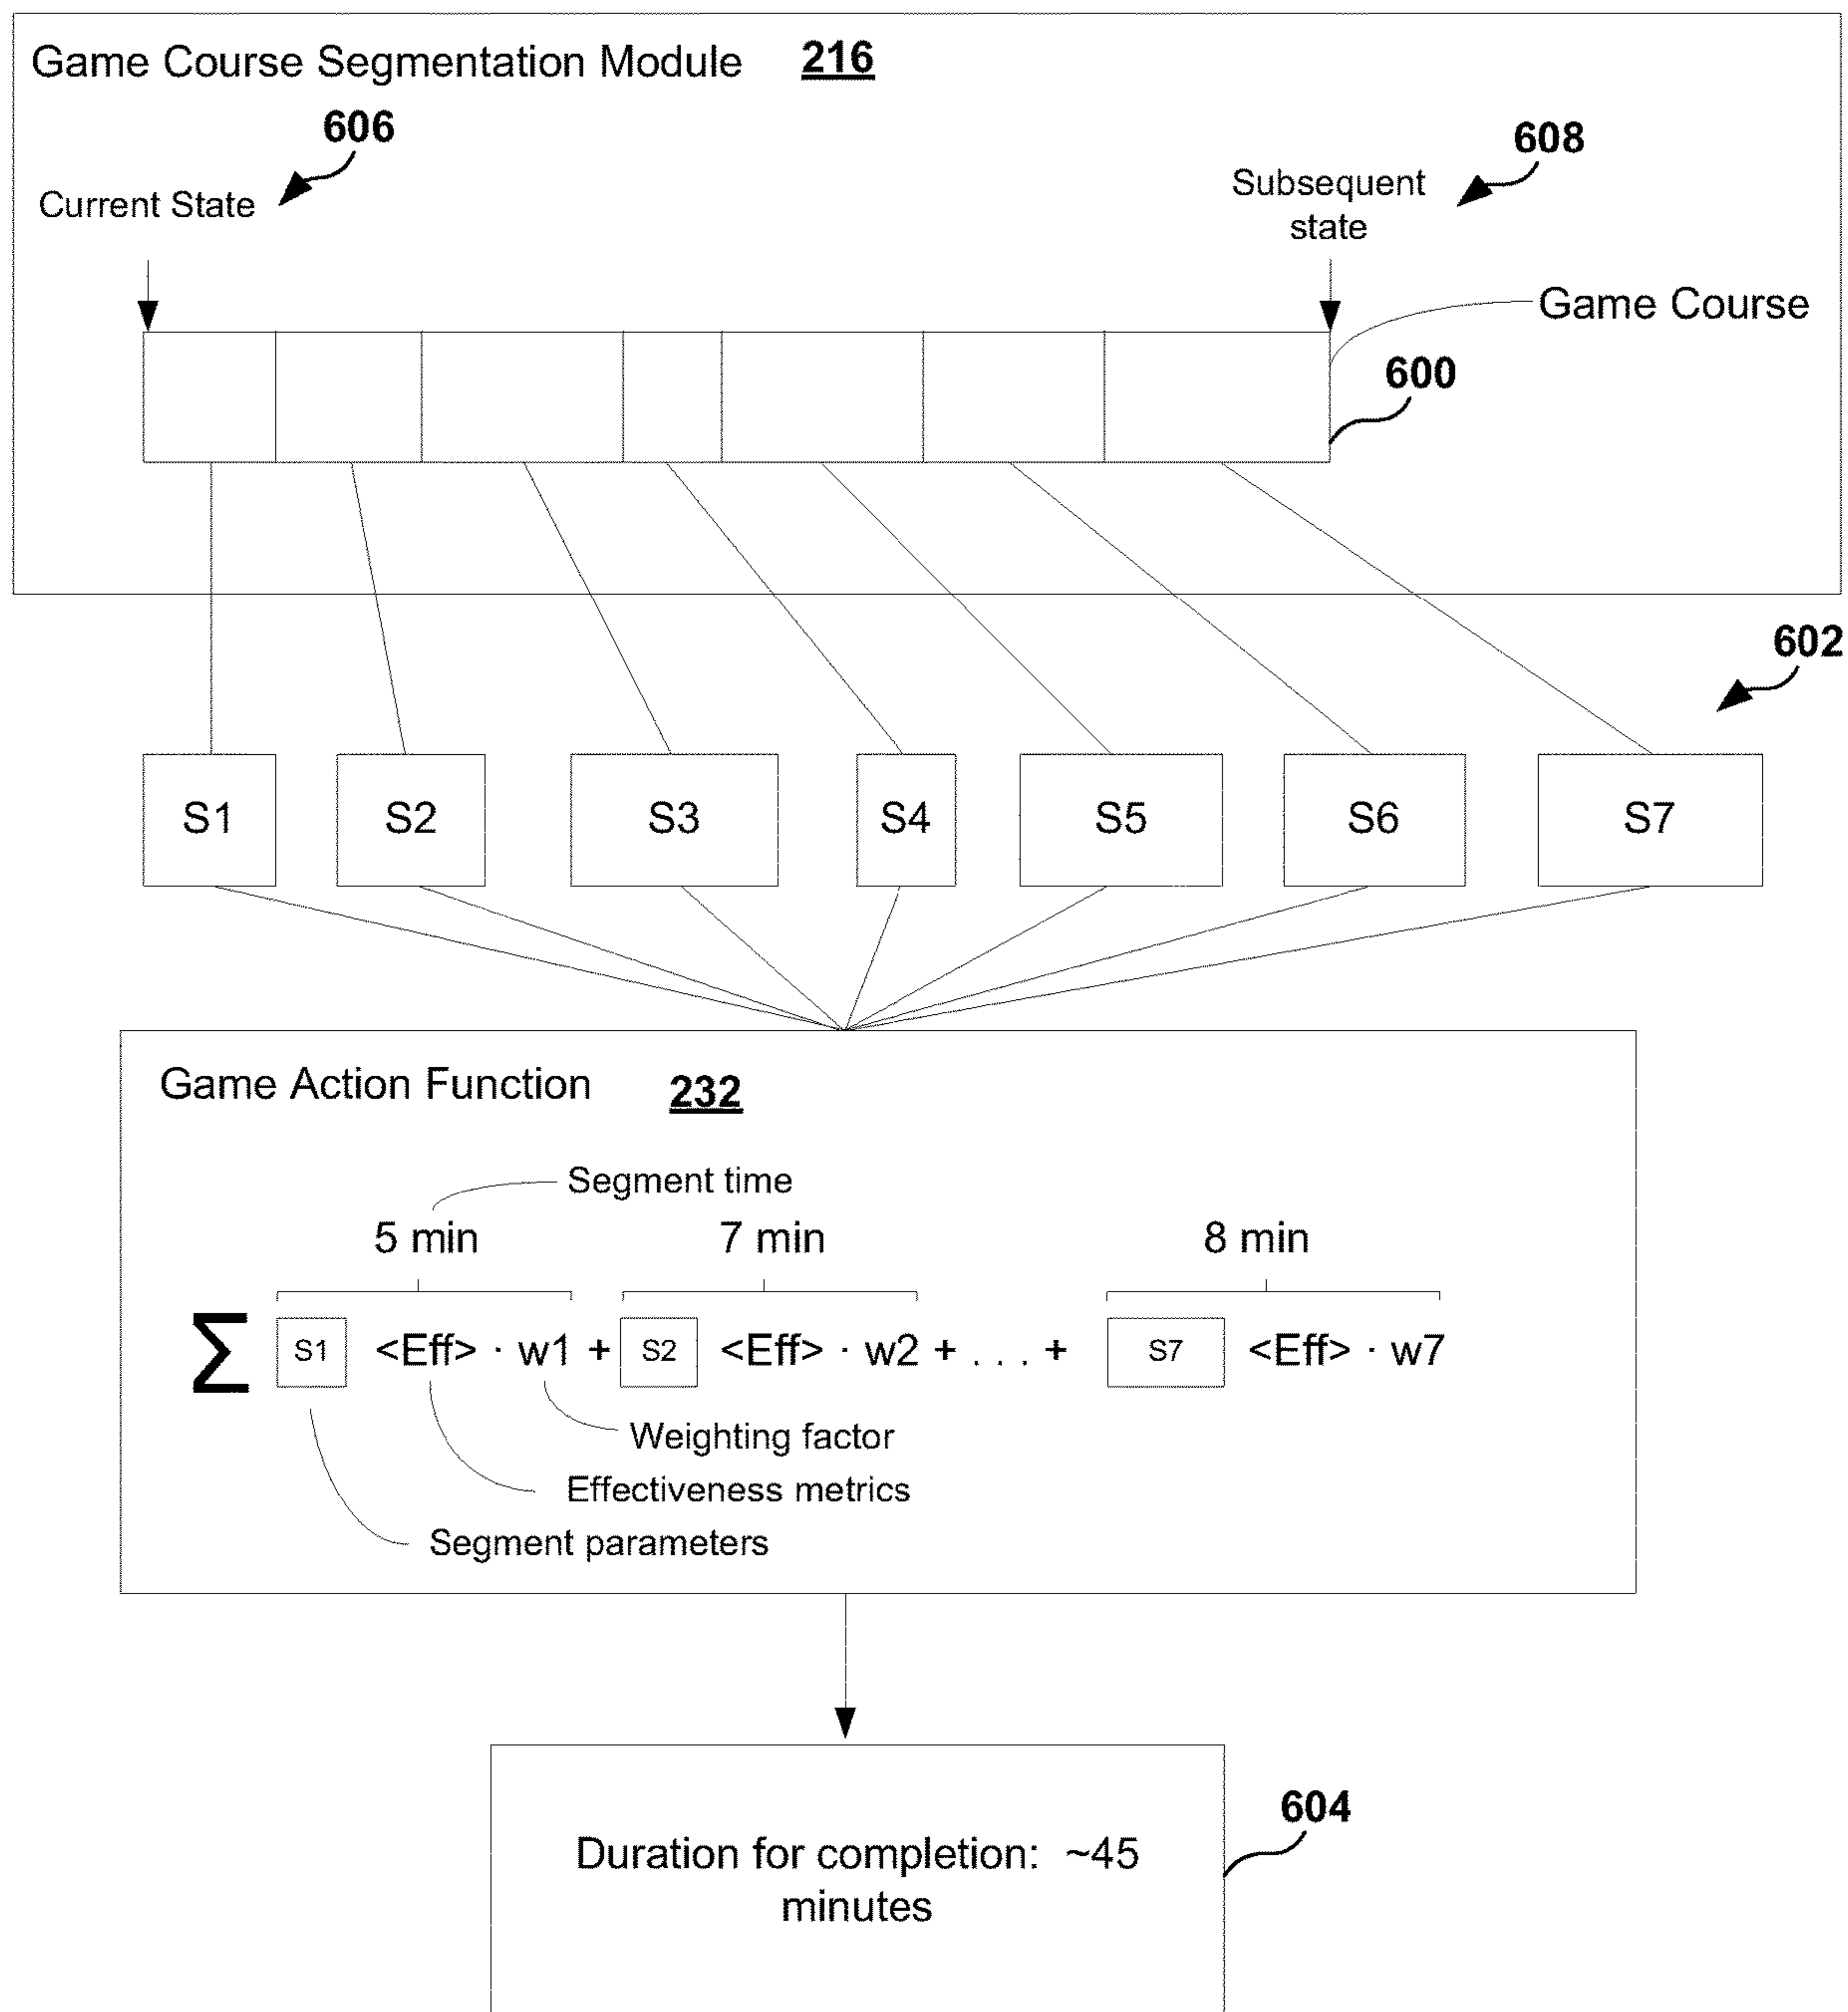 Game Course Segmentation Module 216
606
608
Current State
Subsequent
state
Game Course
600
602
S1 S2 S3 S4 S5 S6 S7
Game Action Function 232
Segment time
5 min 7 min 8 min
Σ S1 <Eff> · w1 + S2 <Eff> · w2 + . . . + S7 <Eff> · w7
Weighting factor
Effectiveness metrics
Segment parameters
604
Duration for completion: ~45
minutes